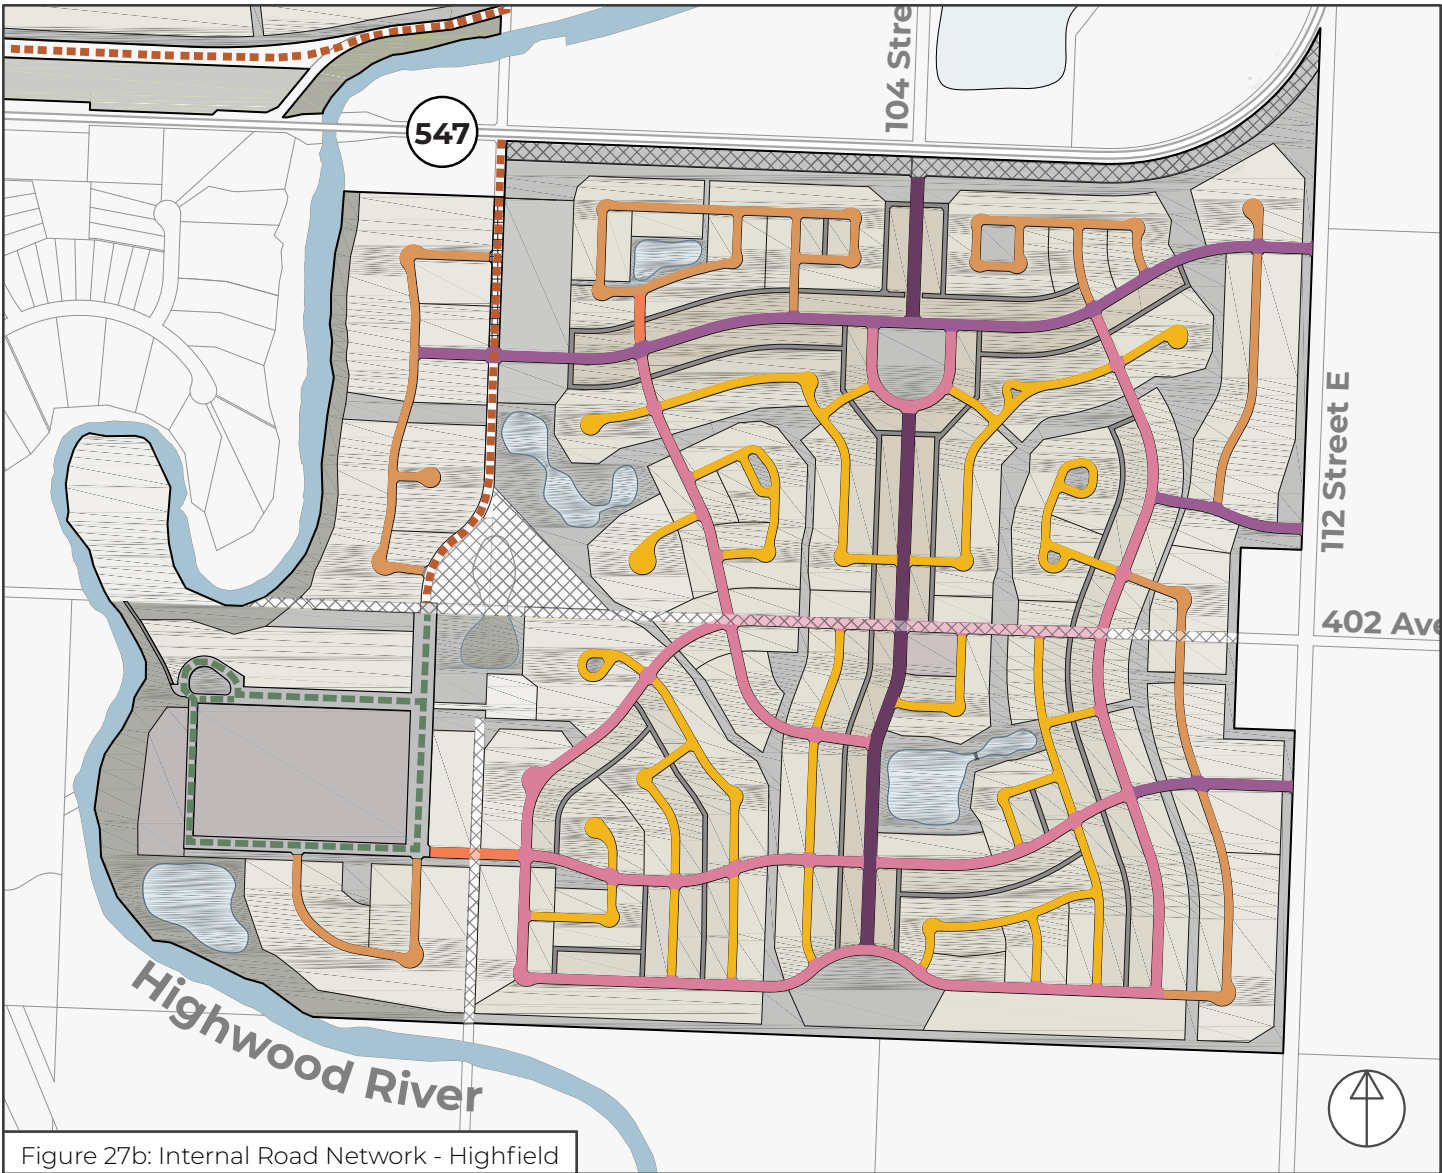 104 Stre
547
112 Street E
402 Ave
Highwood River
Figure 27b: Internal Road Network - Highfield